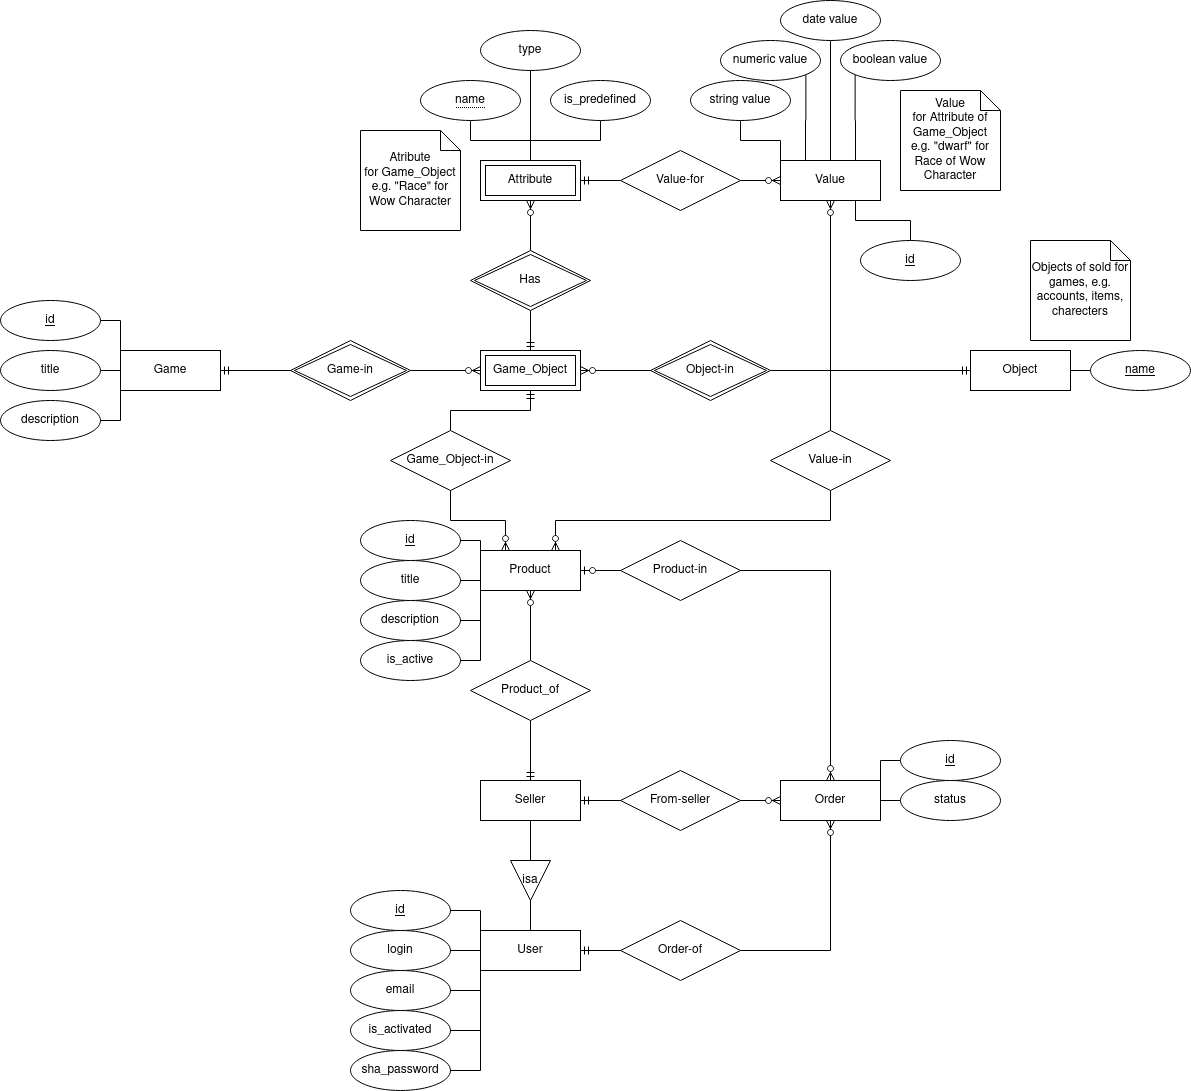 date value
type
numeric value
boolean value
name
is_predefined
string value
Value
for Attribute of
Game_Object
e.g. "dwarf" for
Race of Wow
Character
Atribute
for Game_Object
e.g. "Race" for
Wow Character
Attribute
Value-for
Value
id
Has
Objects of sold for
games, e.g.
accounts, items,
charecters
id
title
description
Game
Game-in
Game_Object
Object-in
Object
name
Game_Object-in
Value-in
id
title
description
is_active
Product
Product-in
Product_of
Seller
From-seller
Order
id
status
isa
id
login
email
is_activated
sha_password
User
Order-of